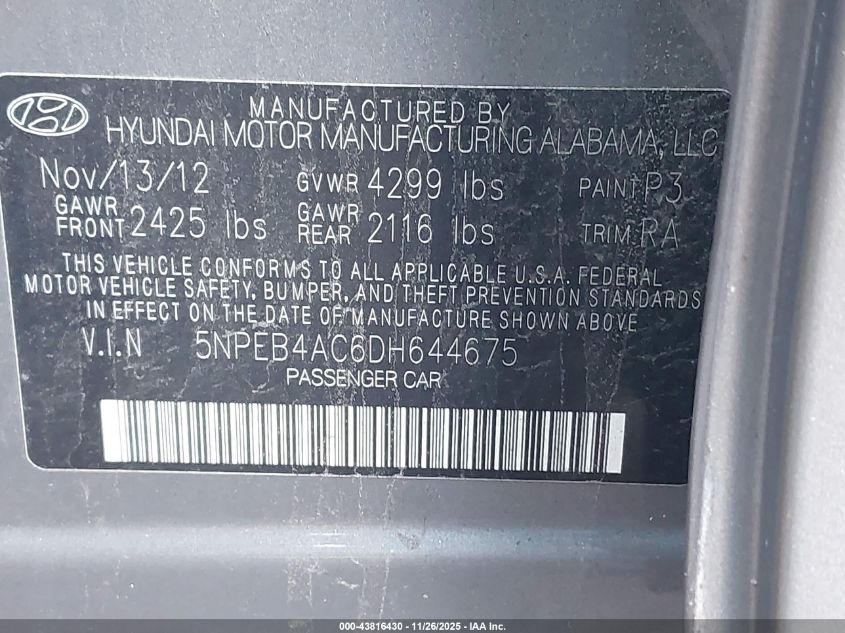 MANUFACTURED BY
HYUNDAI MOTOR MANUFACTURING ALABAMA, LLC
Nov/13/12 GVWR 4299 lbs PAINT P3
GAWR FRONT 2425 lbs GAWR REAR 2116 lbs TRIM RA
THIS VEHICLE CONFORMS TO ALL APPLICABLE U.S.A. FEDERAL
MOTOR VEHICLE SAFETY, BUMPER, AND THEFT PREVENTION STANDARDS
IN EFFECT ON THE DATE OF MANUFACTURE SHOWN ABOVE
V.I.N 5NPEB4AC6DH644675
PASSENGER CAR
000-43816430 - 11/26/2025 - IAA Inc.